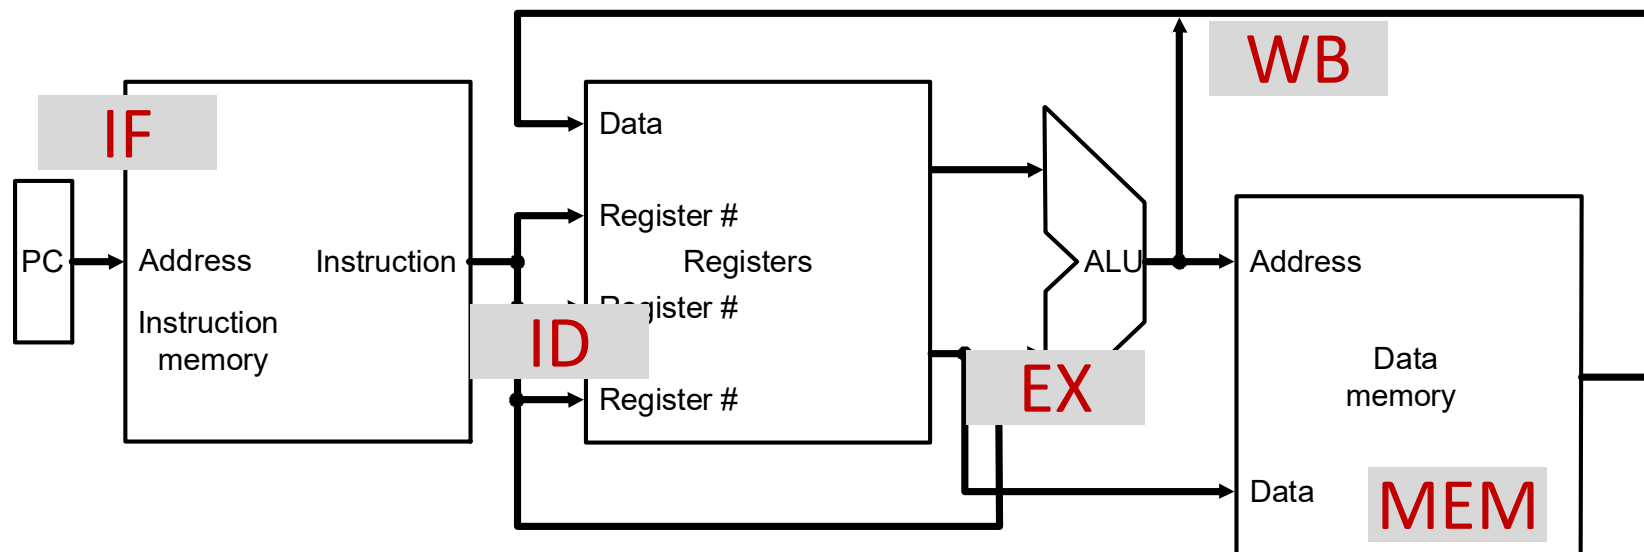 WB
IF
Data
Register #
PC
Address
Instruction
Registers
ALU
Address
Instruction
memory
Register #
ID
EX
Data
memory
Register #
Data
MEM